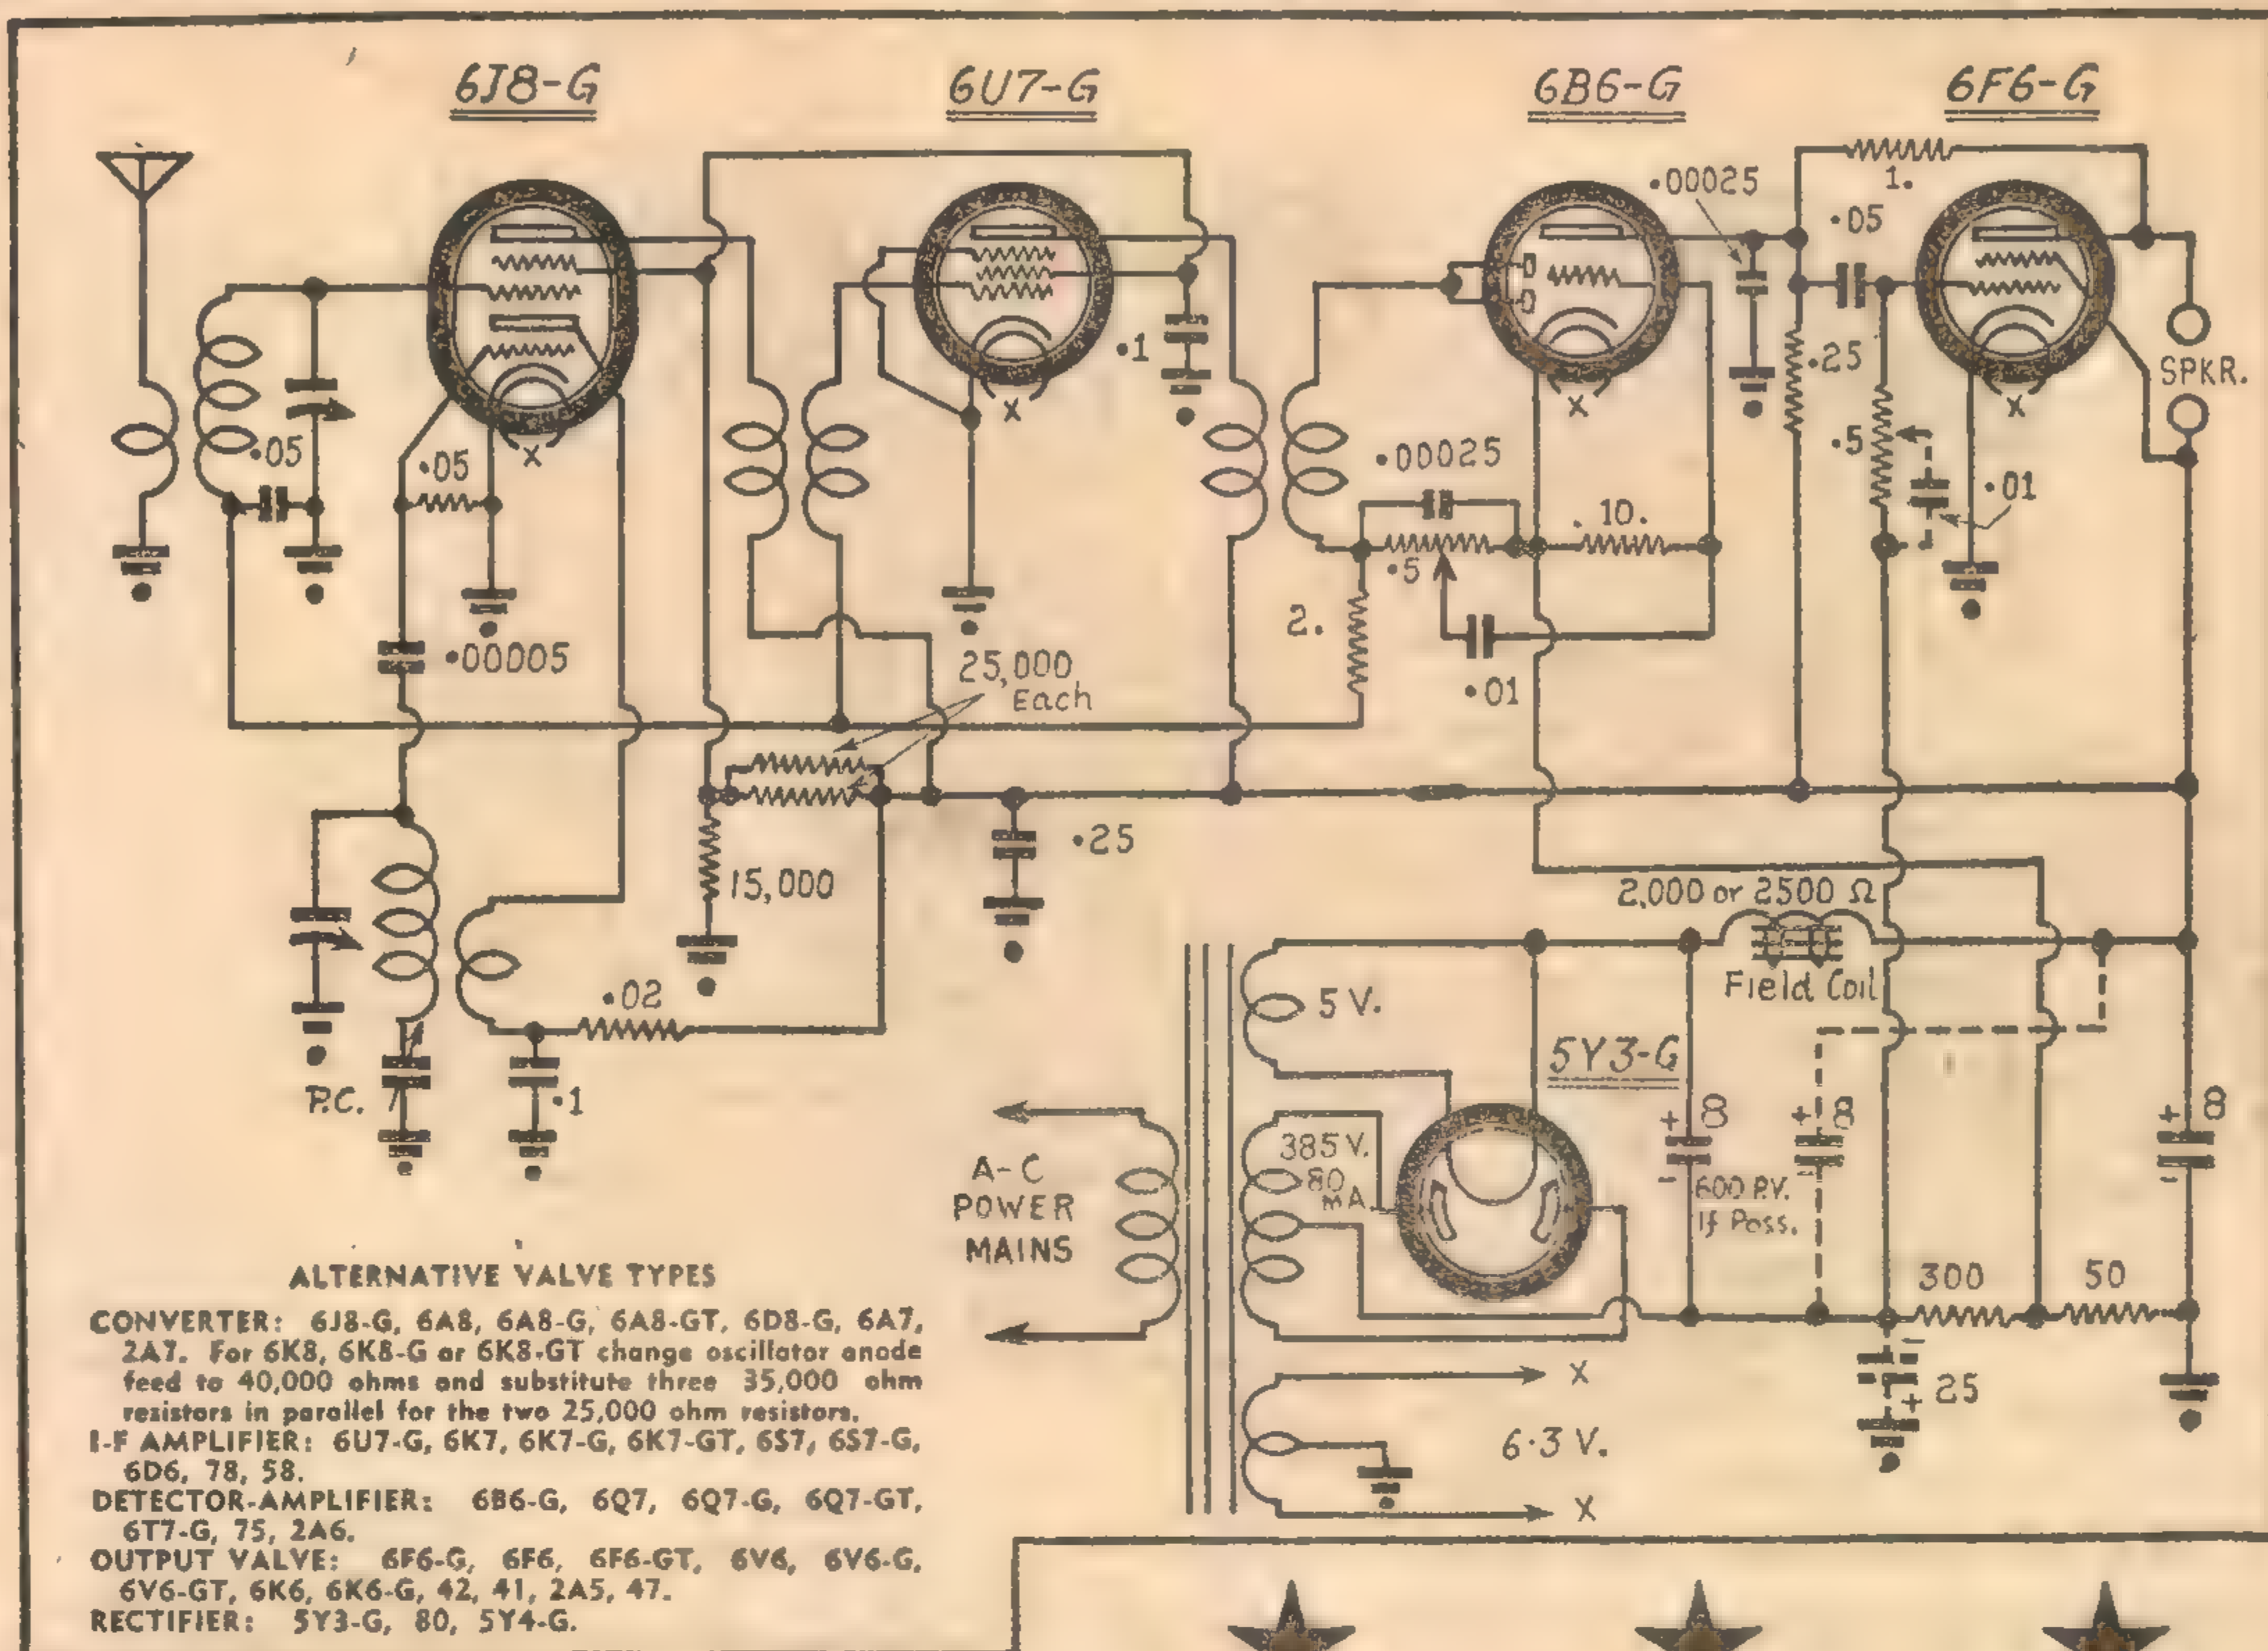 6J8-G
6U7-G
6B6-G
6F6-G
.00025
1.
.05
.1
.25
SPKR.
.05
.05
.00025
.5
.01
.10.
.5
2.
.00005
25,000
Each
.01
.25
15,000
2,000 or 2500 Ω
Field Coil
.02
5 V.
5Y3-G
P.C.
.1
+ 8
+ 8
+ 8
A-C
POWER
MAINS
385 V.
80
MA.
-
600 P.V.
If Poss.
-
300
50
-
+
25
X
6.3 V.
X
X
X
X
X
ALTERNATIVE VALVE TYPES
CONVERTER: 6J8-G, 6A8, 6A8-G, 6A8-GT, 6D8-G, 6A7,
2A7. For 6K8, 6K8-G or 6K8-GT change oscillator anode
feed to 40,000 ohms and substitute three 35,000 ohm
resistors in parallel for the two 25,000 ohm resistors.
I-F AMPLIFIER: 6U7-G, 6K7, 6K7-G, 6K7-GT, 6S7, 6S7-G,
6D6, 78, 58.
DETECTOR-AMPLIFIER: 6B6-G, 6Q7, 6Q7-G, 6Q7-GT,
6T7-G, 75, 2A6.
OUTPUT VALVE: 6F6-G, 6F6, 6F6-GT, 6V6, 6V6-G,
6V6-GT, 6K6, 6K6-G, 42, 41, 2A5, 47.
RECTIFIER: 5Y3-G, 80, 5Y4-G.